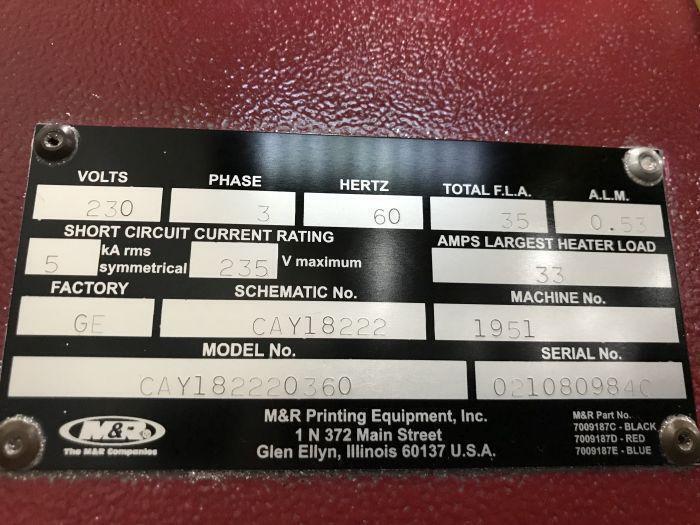 VOLTS PHASE HERTZ TOTAL F.L.A. A.L.M.
230 3 60 35 0.53
SHORT CIRCUIT CURRENT RATING AMPS LARGEST HEATER LOAD
5 kA rms symmetrical 235 V maximum 33
FACTORY SCHEMATIC No. MACHINE No.
GE CAY18222 1951
MODEL No. SERIAL No.
CAY182220360 021080984C
M&R®
The M&R Companies
M&R Printing Equipment, Inc.
1 N 372 Main Street
Glen Ellyn, Illinois 60137 U.S.A.
M&R Part No.
7009187C - BLACK
7009187D - RED
7009187E - BLUE